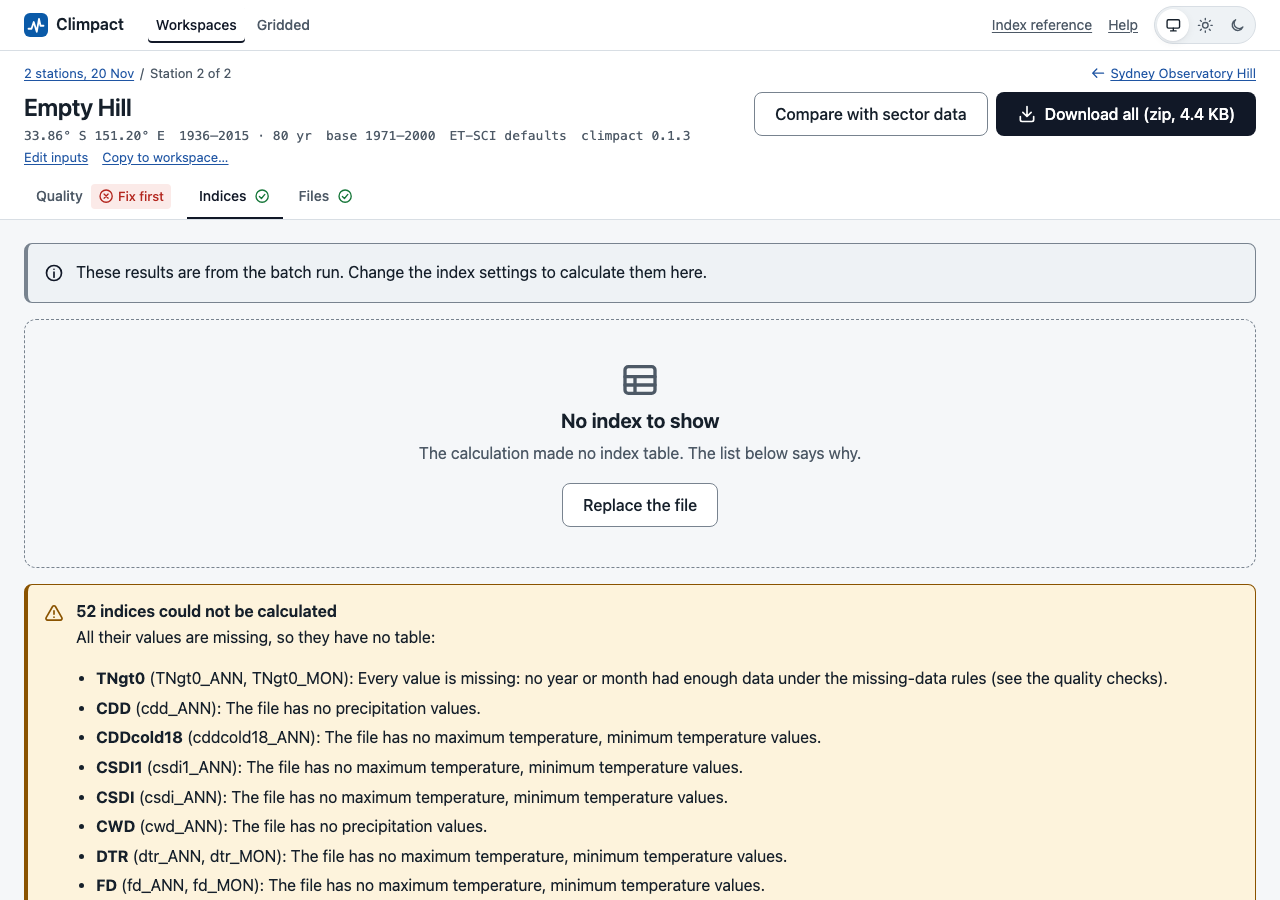 Climpact
Workspaces
Gridded
Index reference
Help
2 stations, 20 Nov / Station 2 of 2
← Sydney Observatory Hill
Empty Hill
33.86° S 151.20° E 1936–2015 · 80 yr base 1971–2000 ET-SCI defaults climpact 0.1.3
Edit inputs
Copy to workspace…
Compare with sector data
Download all (zip, 4.4 KB)
Quality
Fix first
Indices
Files
These results are from the batch run. Change the index settings to calculate them here.
No index to show
The calculation made no index table. The list below says why.
Replace the file
52 indices could not be calculated
All their values are missing, so they have no table:
• TNgt0 (TNgt0_ANN, TNgt0_MON): Every value is missing: no year or month had enough data under the missing-data rules (see the quality checks).
• CDD (cdd_ANN): The file has no precipitation values.
• CDDcold18 (cddcold18_ANN): The file has no maximum temperature, minimum temperature values.
• CSDI1 (csdi1_ANN): The file has no maximum temperature, minimum temperature values.
• CSDI (csdi_ANN): The file has no maximum temperature, minimum temperature values.
• CWD (cwd_ANN): The file has no precipitation values.
• DTR (dtr_ANN, dtr_MON): The file has no maximum temperature, minimum temperature values.
• FD (fd_ANN, fd_MON): The file has no maximum temperature, minimum temperature values.